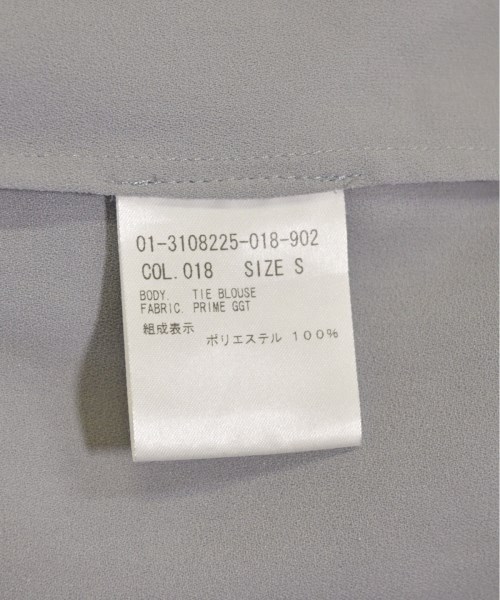 01-3108225-018-902
COL.018 SIZE S
BODY. TIE BLOUSE
FABRIC. PRIME GGT
組成表示
ポリエステル 100%